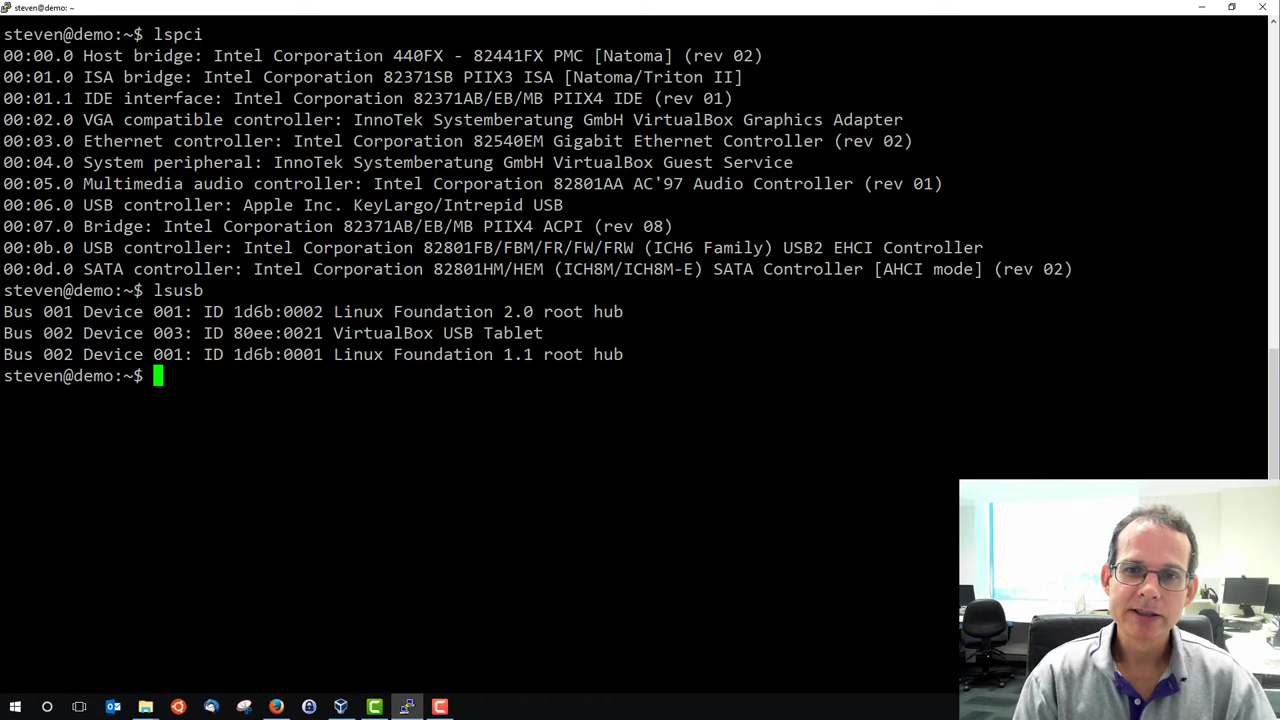 steven@demo: ~
steven@demo:~$ lspci
00:00.0 Host bridge: Intel Corporation 440FX - 82441FX PMC [Natoma] (rev 02)
00:01.0 ISA bridge: Intel Corporation 82371SB PIIX3 ISA [Natoma/Triton II]
00:01.1 IDE interface: Intel Corporation 82371AB/EB/MB PIIX4 IDE (rev 01)
00:02.0 VGA compatible controller: InnoTek Systemberatung GmbH VirtualBox Graphics Adapter
00:03.0 Ethernet controller: Intel Corporation 82540EM Gigabit Ethernet Controller (rev 02)
00:04.0 System peripheral: InnoTek Systemberatung GmbH VirtualBox Guest Service
00:05.0 Multimedia audio controller: Intel Corporation 82801AA AC'97 Audio Controller (rev 01)
00:06.0 USB controller: Apple Inc. KeyLargo/Intrepid USB
00:07.0 Bridge: Intel Corporation 82371AB/EB/MB PIIX4 ACPI (rev 08)
00:0b.0 USB controller: Intel Corporation 82801FB/FBM/FR/FW/FRW (ICH6 Family) USB2 EHCI Controller
00:0d.0 SATA controller: Intel Corporation 82801HM/HEM (ICH8M/ICH8M-E) SATA Controller [AHCI mode] (rev 02)
steven@demo:~$ lsusb
Bus 001 Device 001: ID 1d6b:0002 Linux Foundation 2.0 root hub
Bus 002 Device 003: ID 80ee:0021 VirtualBox USB Tablet
Bus 002 Device 001: ID 1d6b:0001 Linux Foundation 1.1 root hub
steven@demo:~$